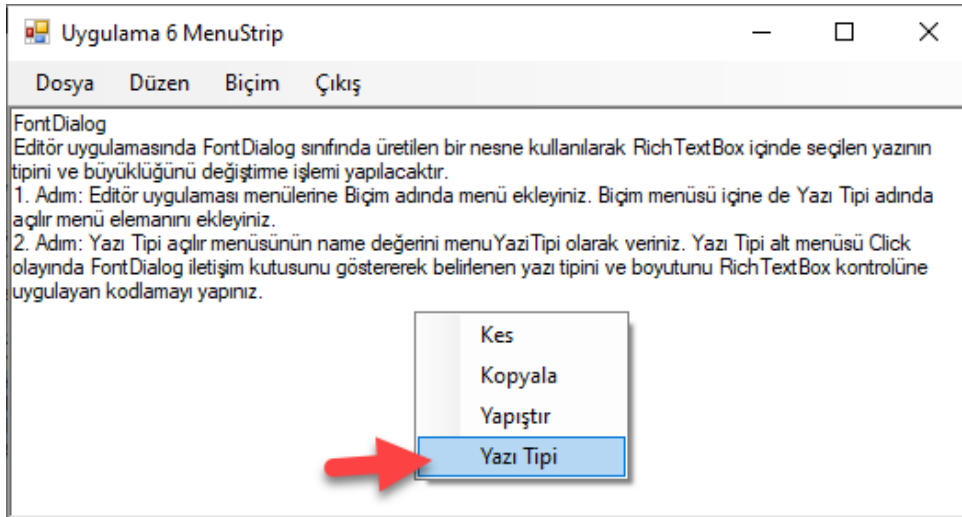 Uygulama 6 MenuStrip
Dosya Düzen Biçim Çıkış
FontDialog
Editör uygulamasında FontDialog sınıfında üretilen bir nesne kullanılarak RichTextBox içinde seçilen yazının
tipini ve büyüklüğünü değiştirme işlemi yapılacaktır.
1. Adım: Editör uygulaması menülerine Biçim adında menü ekleyiniz. Biçim menüsü içine de Yazı Tipi adında
açılır menü elemanını ekleyiniz.
2. Adım: Yazı Tipi açılır menüsünün name değerini menuYaziTipi olarak veriniz. Yazı Tipi alt menüsü Click
olayında FontDialog iletişim kutusunu göstererek belirlenen yazı tipini ve boyutunu RichTextBox kontrolüne
uygulayan kodlamayı yapınız.
Kes
Kopyala
Yapıştır
Yazı Tipi